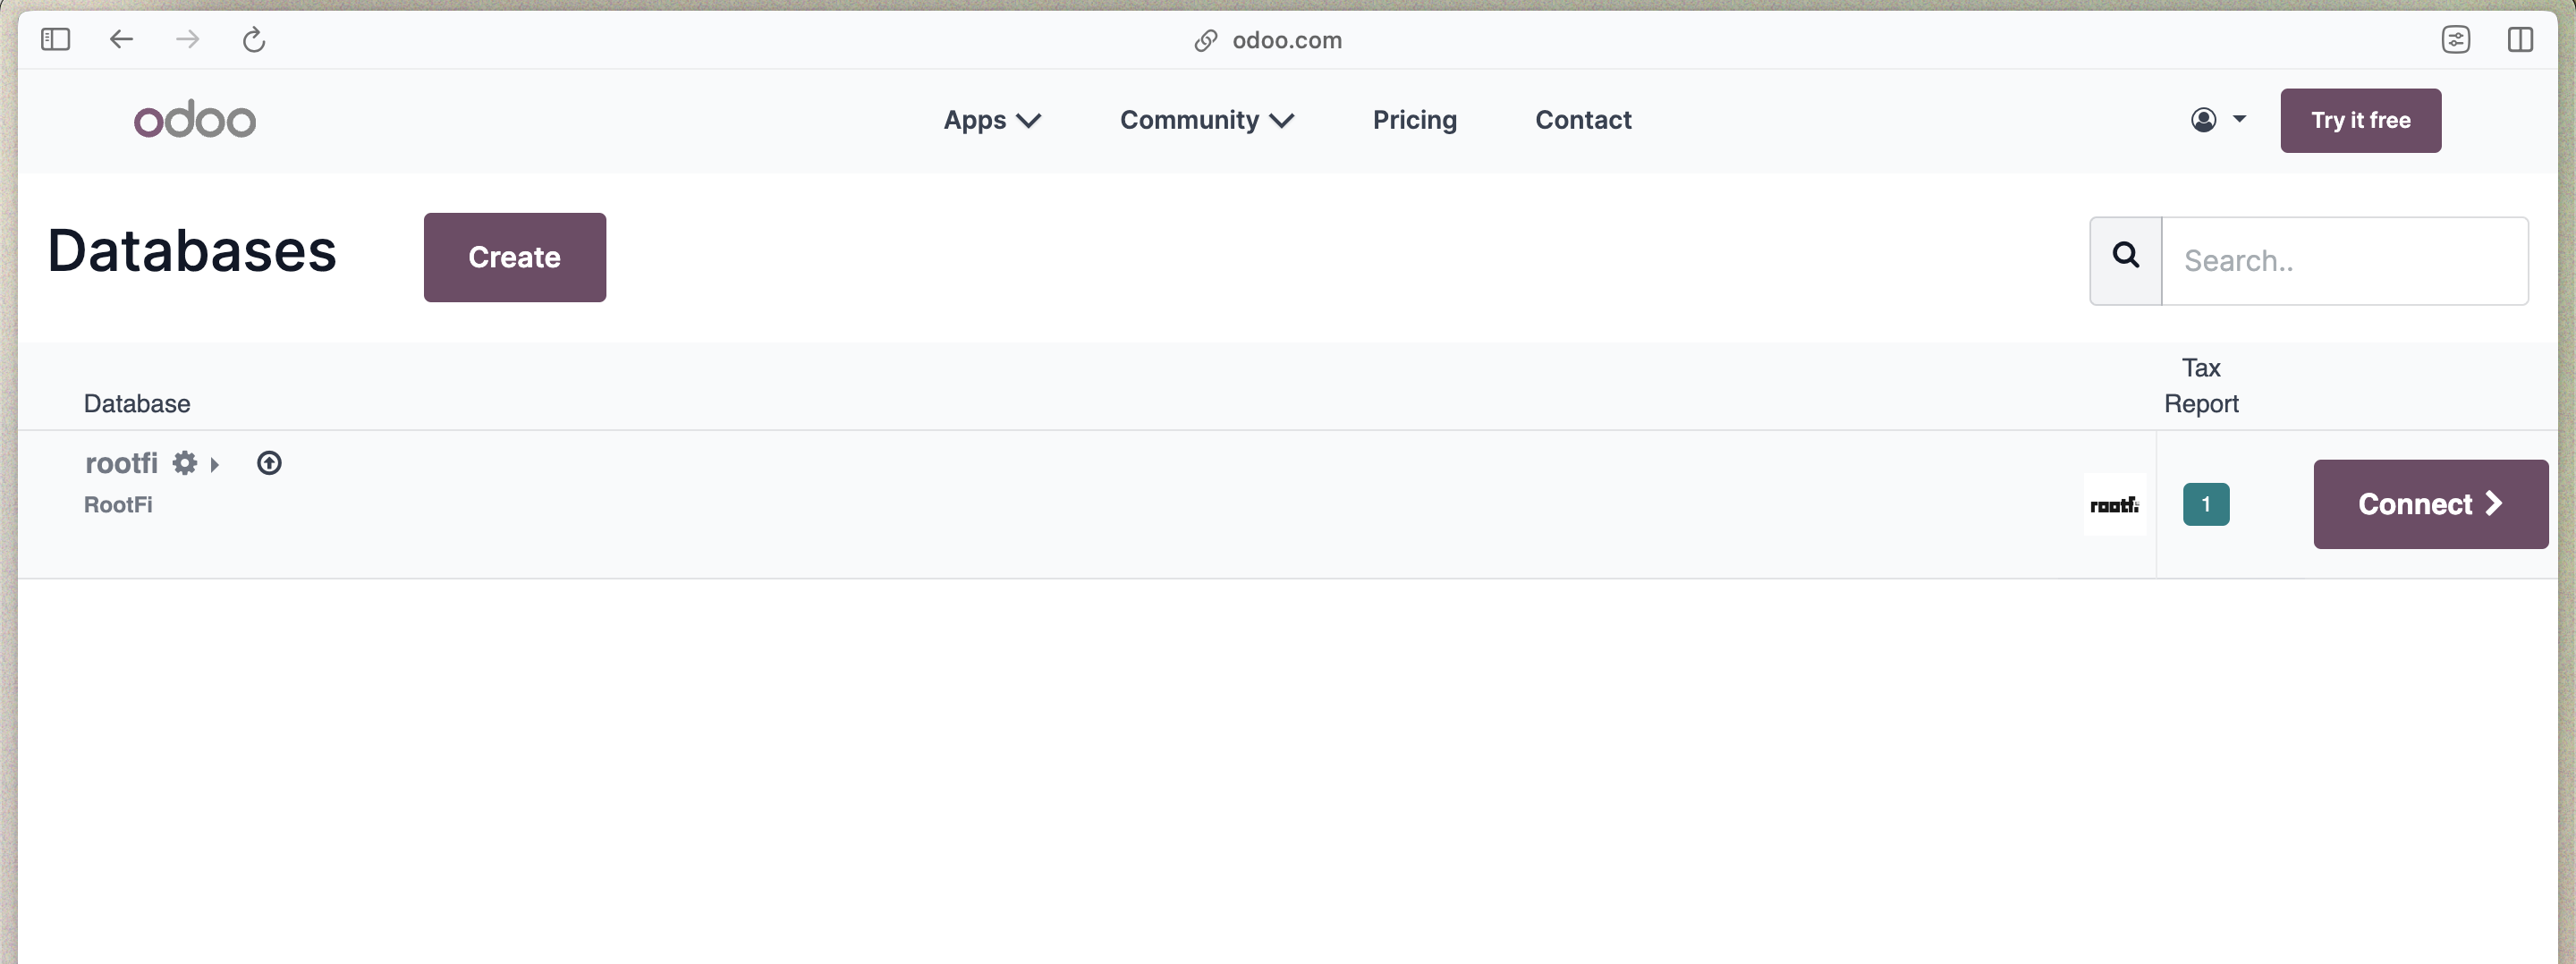 odoo.com
odoo
Apps
Community
Pricing
Contact
Try it free
Databases
Create
Search..
Database
Tax
Report
rootfi
RootFi
rootfi
1
Connect